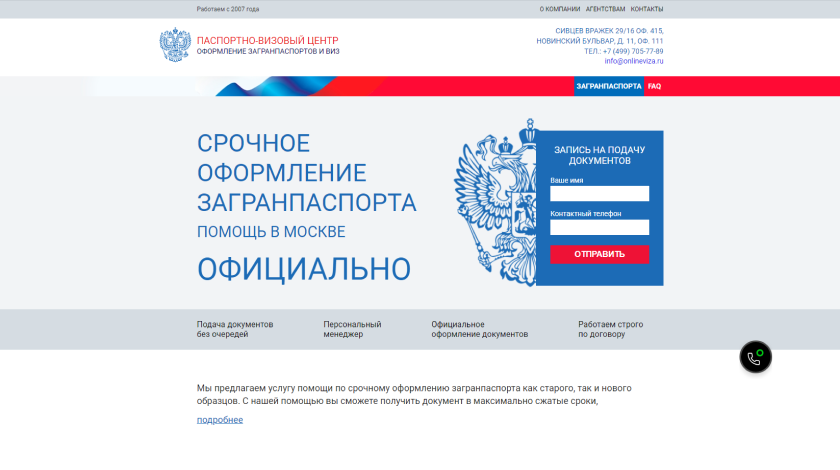 Работаем с 2007 года
О КОМПАНИИ АГЕНТСТВАМ КОНТАКТЫ
ПАСПОРТНО-ВИЗОВЫЙ ЦЕНТР
ОФОРМЛЕНИЕ ЗАГРАНПАСПОРТОВ И ВИЗ
СИВЦЕВ ВРАЖЕК 29/16 ОФ. 415,
НОВИНСКИЙ БУЛЬВАР, Д. 11, ОФ. 111
ТЕЛ.: +7 (499) 705-77-89
info@onlineviza.ru
ЗАГРАНПАСПОРТА FAQ
СРОЧНОЕ
ОФОРМЛЕНИЕ
ЗАГРАНПАСПОРТА
ПОМОЩЬ В МОСКВЕ
ОФИЦИАЛЬНО
ЗАПИСЬ НА ПОДАЧУ
ДОКУМЕНТОВ
Ваше имя
Контактный телефон
ОТПРАВИТЬ
Подача документов
без очередей
Персональный
менеджер
Официальное
оформление документов
Работаем строго
по договору
Мы предлагаем услугу помощи по срочному оформлению загранпаспорта как старого, так и нового
образцов. С нашей помощью вы сможете получить документ в максимально сжатые сроки,
подробнее